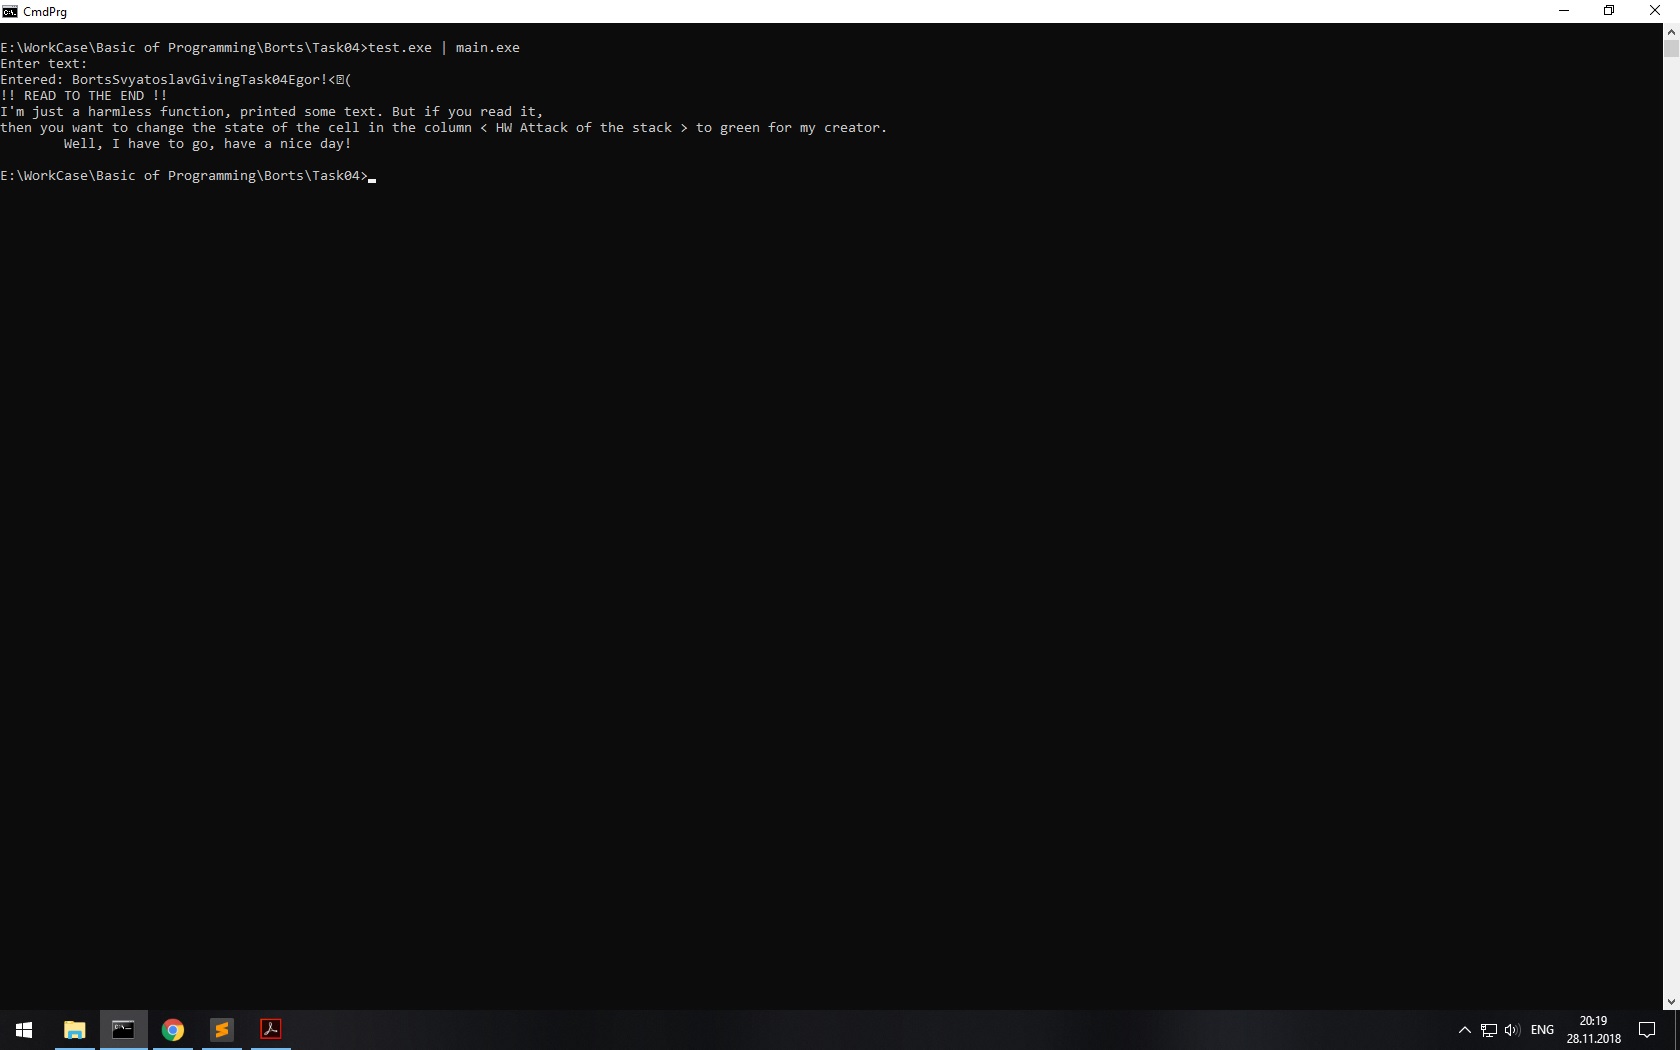 CmdPrg
E:\WorkCase\Basic of Programming\Borts\Task04>test.exe | main.exe
Enter text:
Entered: BortsSvyatoslavGivingTask04Egor!<⍰(
!! READ TO THE END !!
I'm just a harmless function, printed some text. But if you read it,
then you want to change the state of the cell in the column < HW Attack of the stack > to green for my creator.
Well, I have to go, have a nice day!
E:\WorkCase\Basic of Programming\Borts\Task04>
ENG
20:19
28.11.2018